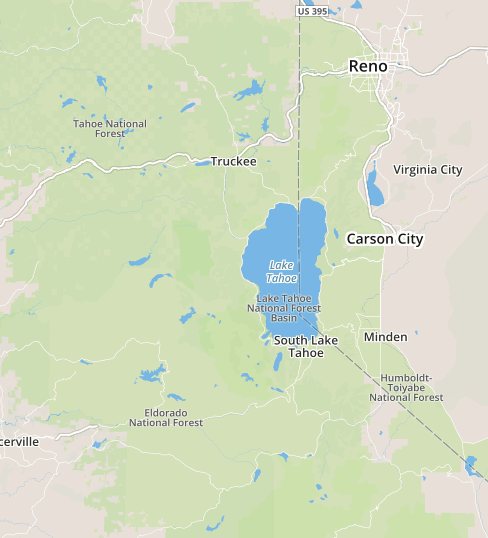 US 395
Reno
Tahoe National
Forest
Truckee
Virginia City
Carson City
Lake
Tahoe
Lake Tahoe
National Forest
Basin
South Lake
Tahoe
Minden
Humboldt-
Toiyabe
National Forest
Eldorado
National Forest
cerville